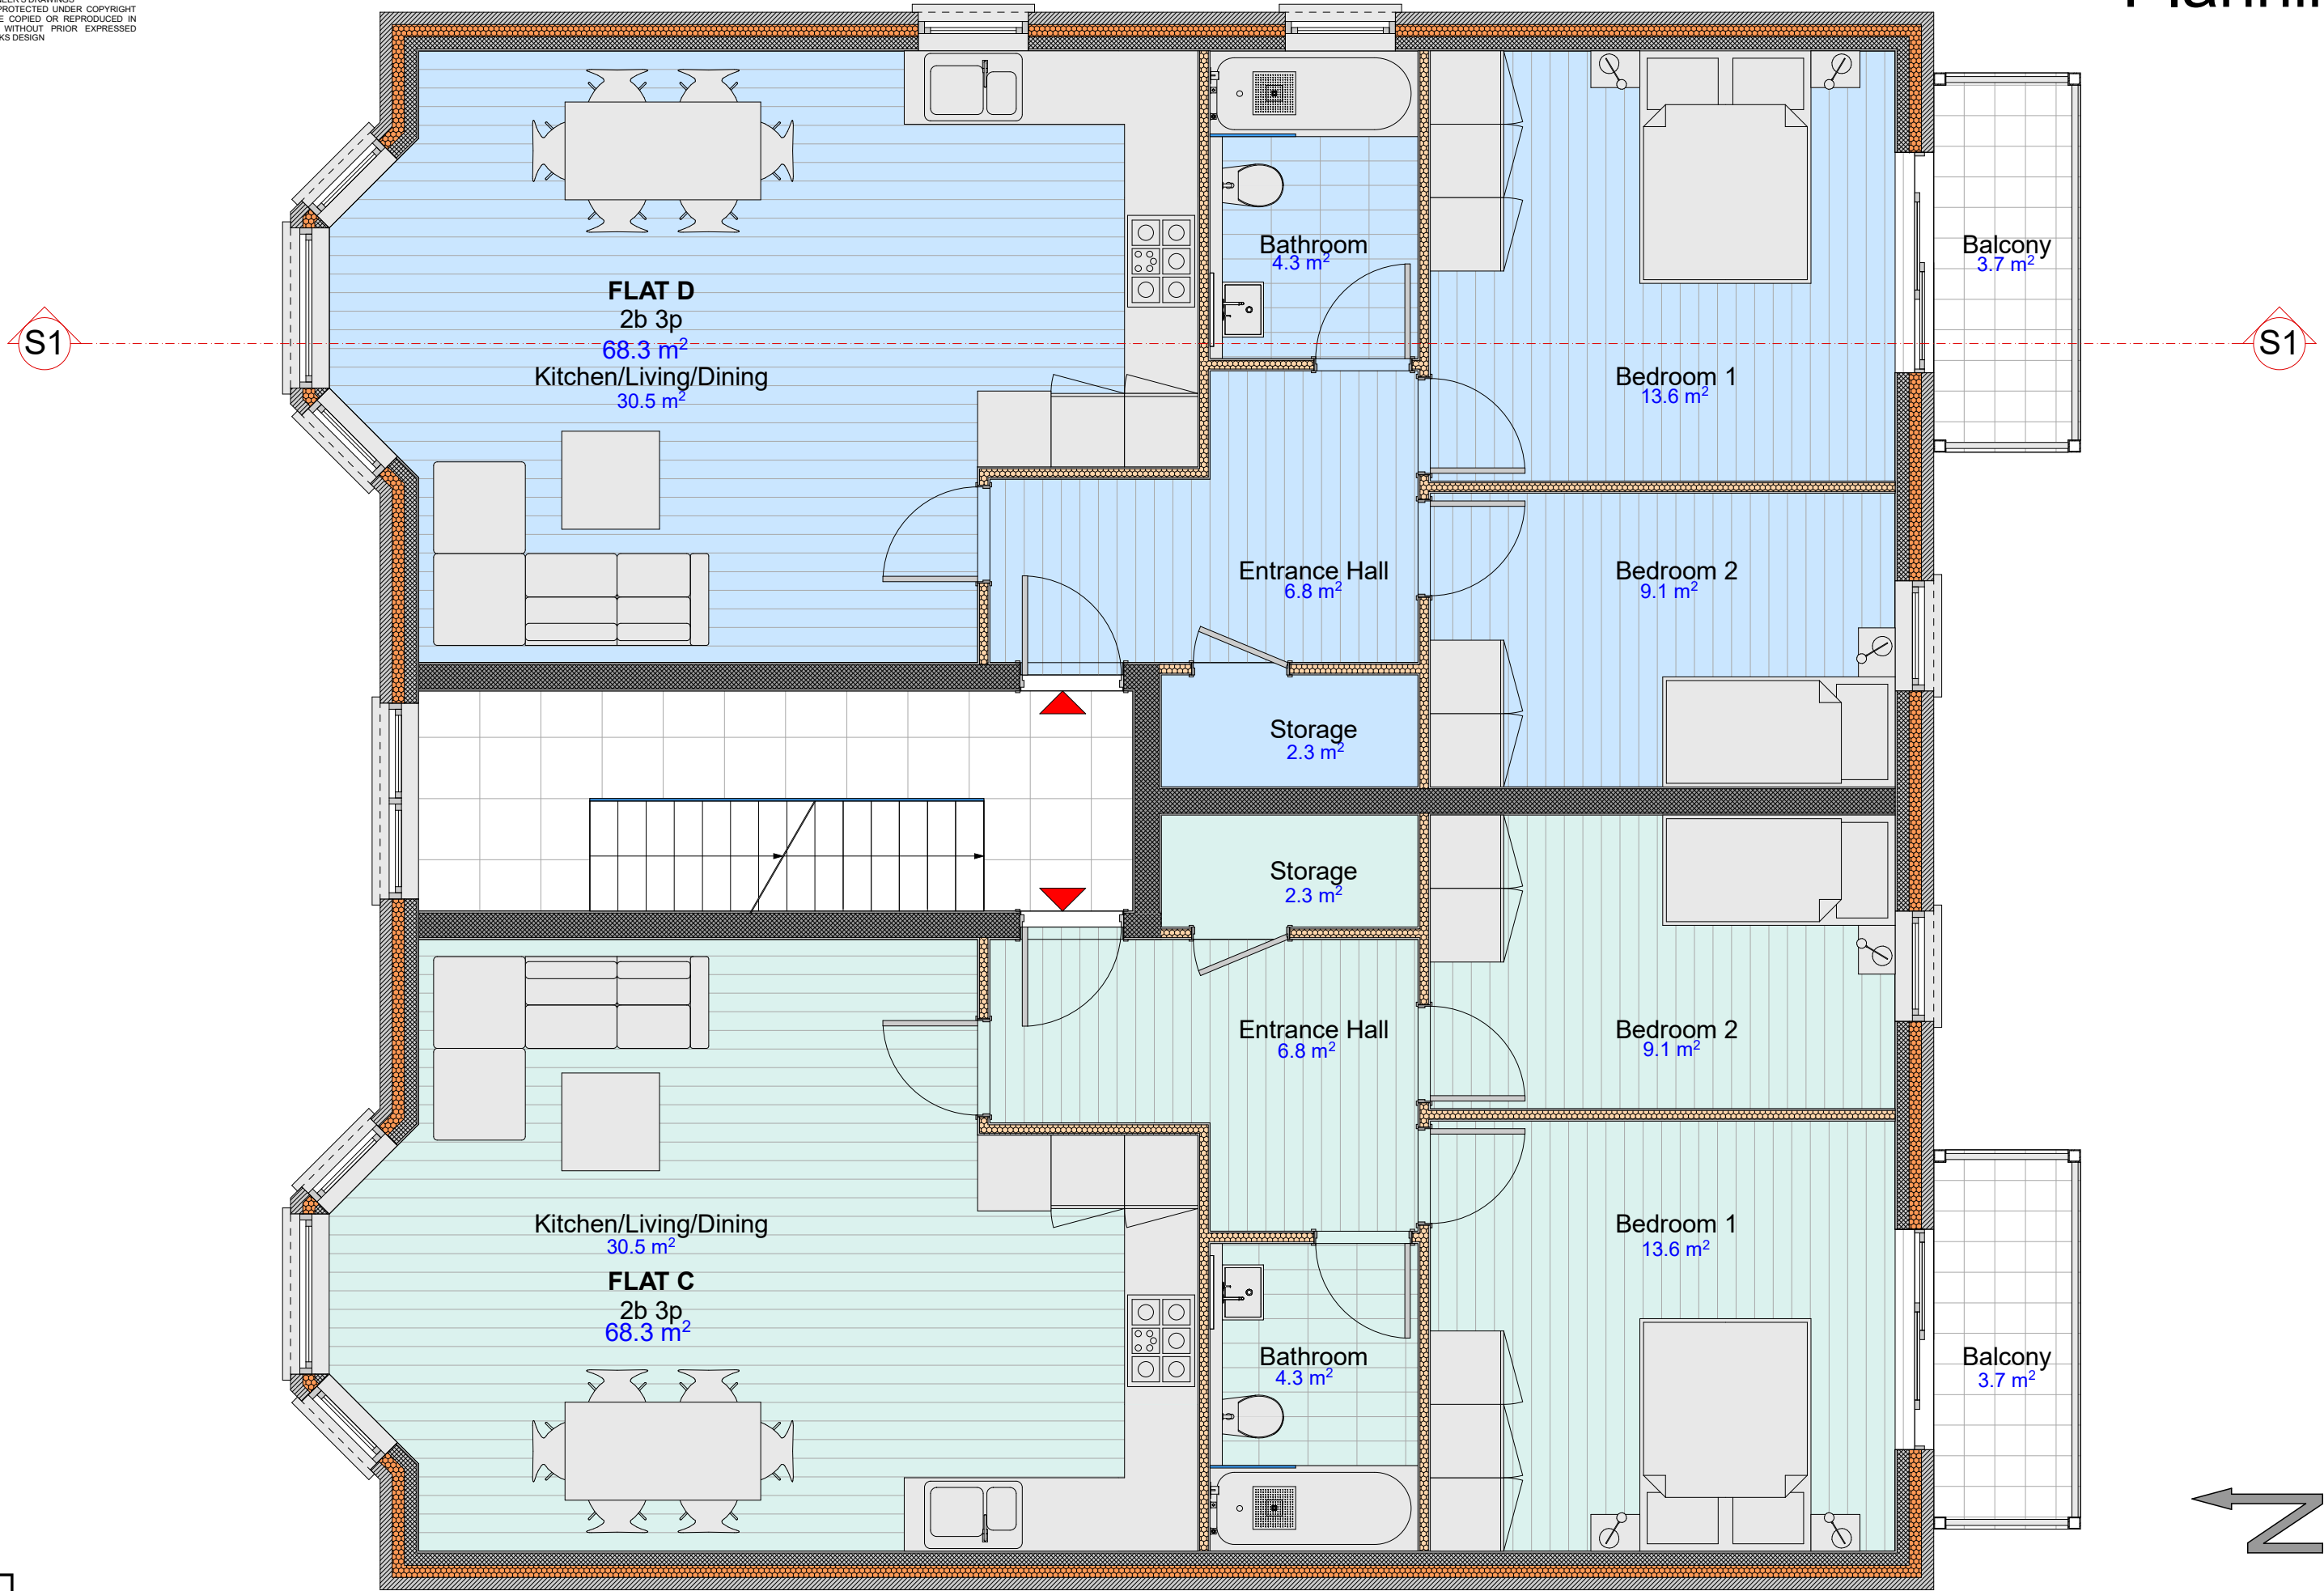 PROTECTED UNDER COPYRIGHT
COPIED OR REPRODUCED IN
WITHOUT PRIOR EXPRESSED
DESIGN
FLAT D
2b 3p
68.3 m²
Kitchen/Living/Dining
30.5 m²
Bathroom
4.3 m²
Bedroom 1
13.6 m²
Balcony
3.7 m²
S1
S1
Entrance Hall
6.8 m²
Bedroom 2
9.1 m²
Storage
2.3 m²
Storage
2.3 m²
Entrance Hall
6.8 m²
Bedroom 2
9.1 m²
Kitchen/Living/Dining
30.5 m²
FLAT C
2b 3p
68.3 m²
Bathroom
4.3 m²
Bedroom 1
13.6 m²
Balcony
3.7 m²
N